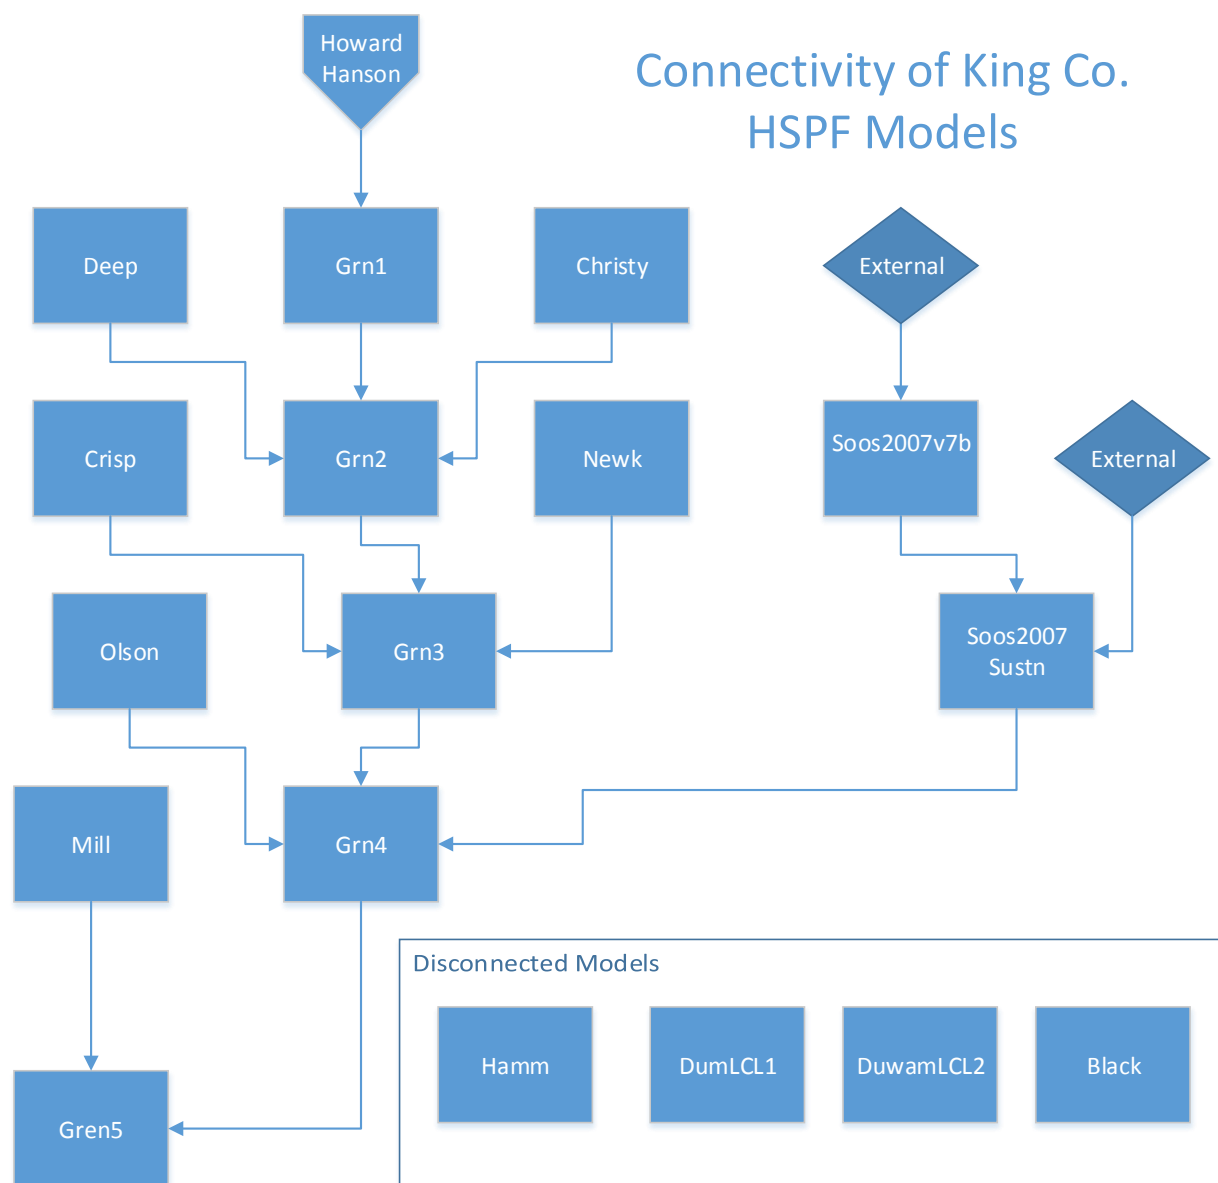 Howard
Hanson
Connectivity of King Co.
HSPF Models
Deep
Grn1
Christy
External
Crisp
Grn2
Newk
Soos2007v7b
External
Olson
Grn3
Soos2007
Sustn
Mill
Grn4
Disconnected Models
Hamm
DumLCL1
DuwamLCL2
Black
Gren5